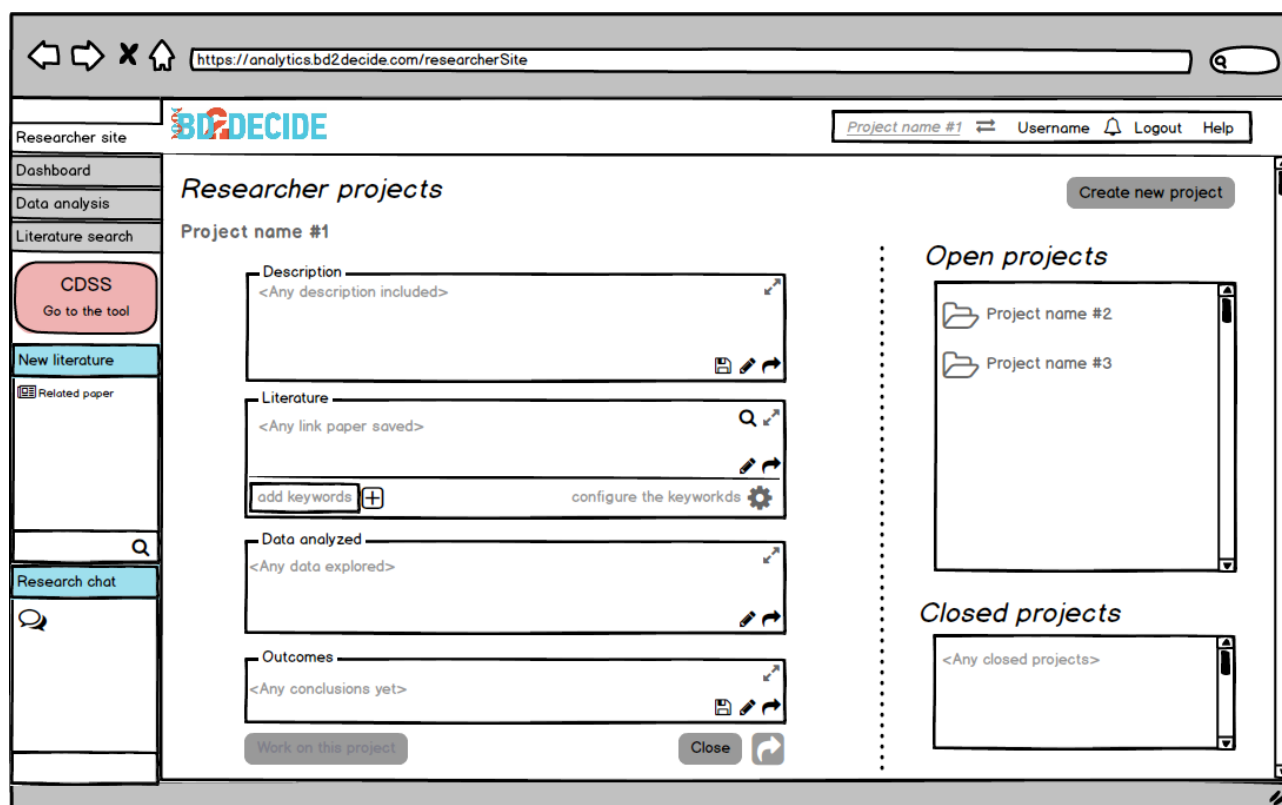 https://analytics.bd2decide.com/researcherSite
Researcher site
BD2DECIDE
Project name #1 Username Logout Help
Dashboard
Data analysis
Literature search
CDSS
Go to the tool
New literature
Related paper
Research chat
Researcher projects
Create new project
Project name #1
Description
<Any description included>
Literature
<Any link paper saved>
add keywords
configure the keyworkds
Data analyzed
<Any data explored>
Outcomes
<Any conclusions yet>
Work on this project
Close
Open projects
Project name #2
Project name #3
Closed projects
<Any closed projects>